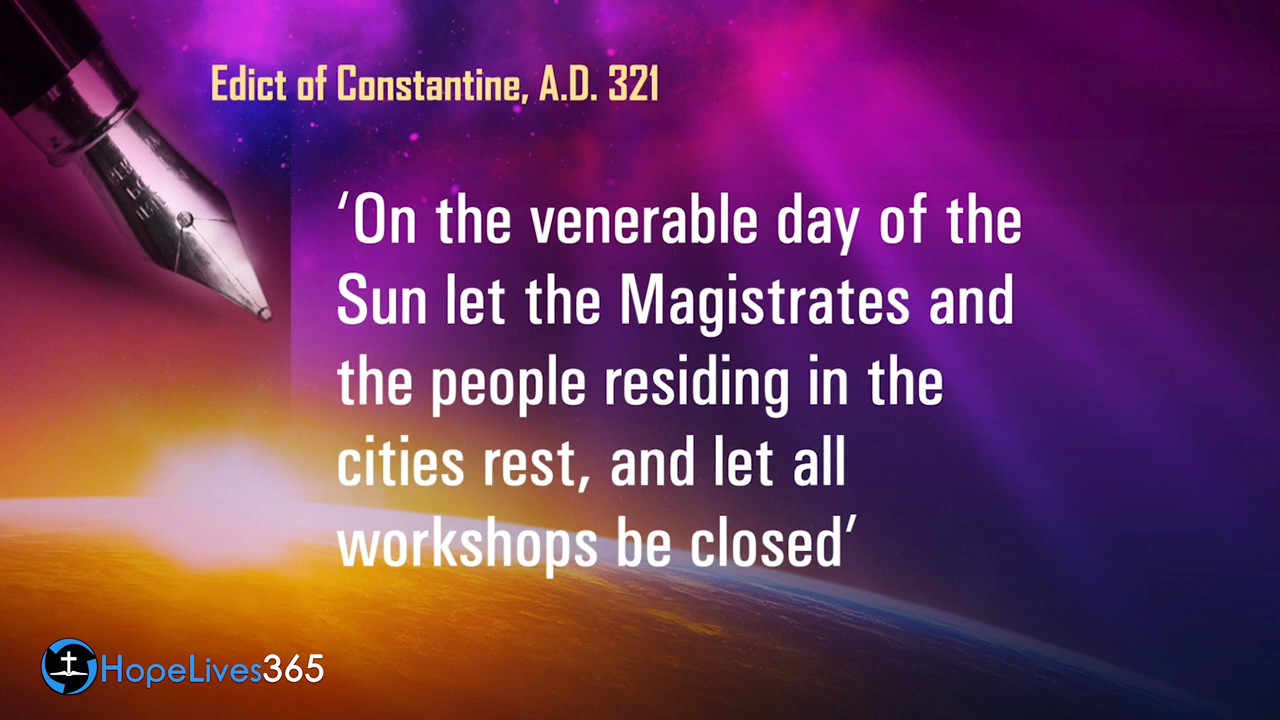 Edict of Constantine, A.D. 321
‘On the venerable day of the
Sun let the Magistrates and
the people residing in the
cities rest, and let all
workshops be closed’
HopeLives365